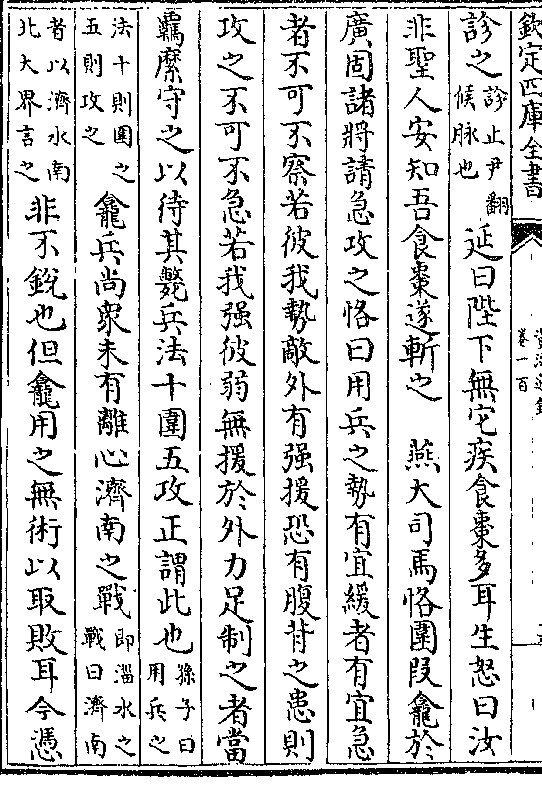 欽定四庫全書
資治通鑑
卷一百
診之診止尹翻候脉也延曰陛下無它疾食棗多耳生怒曰汝
非聖人安知吾食棗遂斬之　燕大司馬恪圍段龕於
廣固諸將請急攻之恪曰用兵之勢有宜緩者有宜急
者不可不察若彼我勢敵外有强援恐有腹背之患則
攻之不可不急若我强彼弱無援於外力足制之者當
羈縻守之以待其斃兵法十圍五攻正謂此也孫子曰用兵之
法十則圍之五則攻之龕兵尚衆未有離心濟南之戰即淄水之戰曰濟南
者以濟水南北大界言之非不銳也但龕用之無術以取敗耳今憑